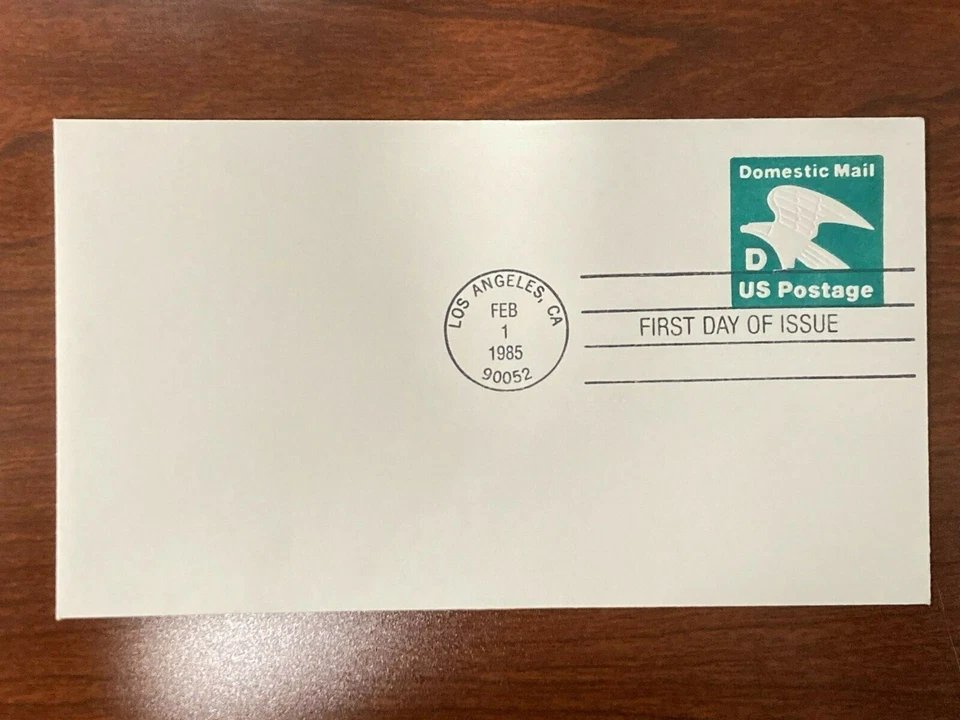 Domestic Mail
D
US Postage
LOS ANGELES, CA
FEB
1
1985
90052
FIRST DAY OF ISSUE